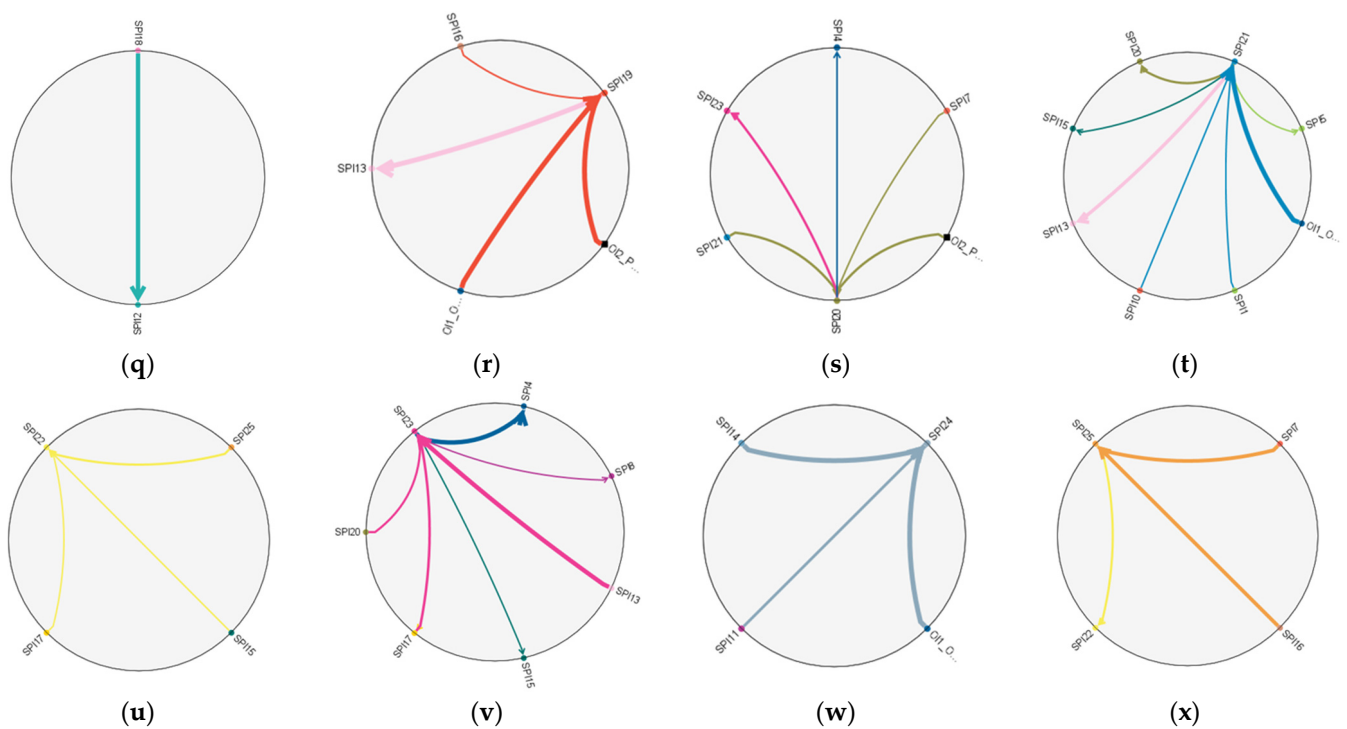 SPI18
SPI12
(q)
SPI16
SPI19
SPI13
OI2_P...
OI1_O...
(r)
SPI4
SPI23
SPI7
SPI21
OI2_P...
SPI20
(s)
SPI20
SPI21
SPI15
SPI5
SPI13
OI1_O...
SPI10
SPI1
(t)
SPI22
SPI25
SPI17
SPI15
(u)
SPI23
SPI4
SPI8
SPI20
SPI13
SPI17
SPI15
(v)
SPI14
SPI24
SPI11
OI1_O...
(w)
SPI25
SPI7
SPI22
SPI16
(x)